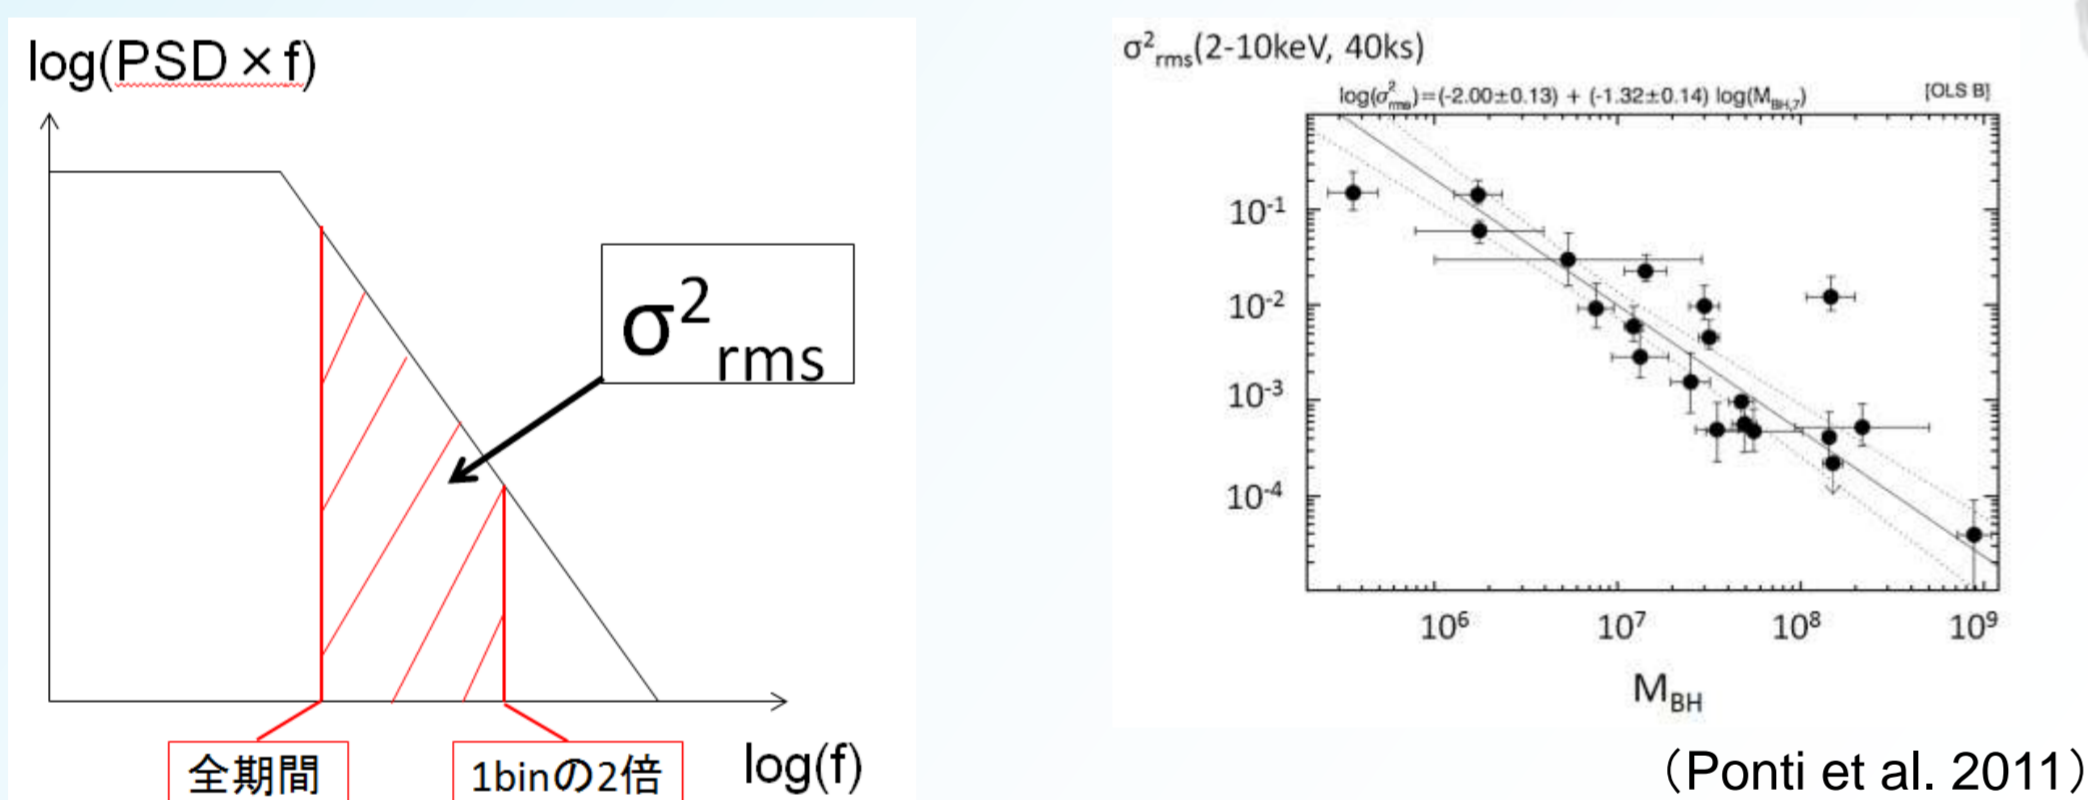 log(PSD×f)
σ²rms
全期間
1binの2倍
log(f)
σ²rms(2-10keV, 40ks)
log(σ²rms)=(-2.00±0.13) + (-1.32±0.14) log(MBH,7)
[OLS B]
10⁻¹
10⁻²
10⁻³
10⁻⁴
10⁶ 10⁷ 10⁸ 10⁹
MBH
（Ponti et al. 2011）